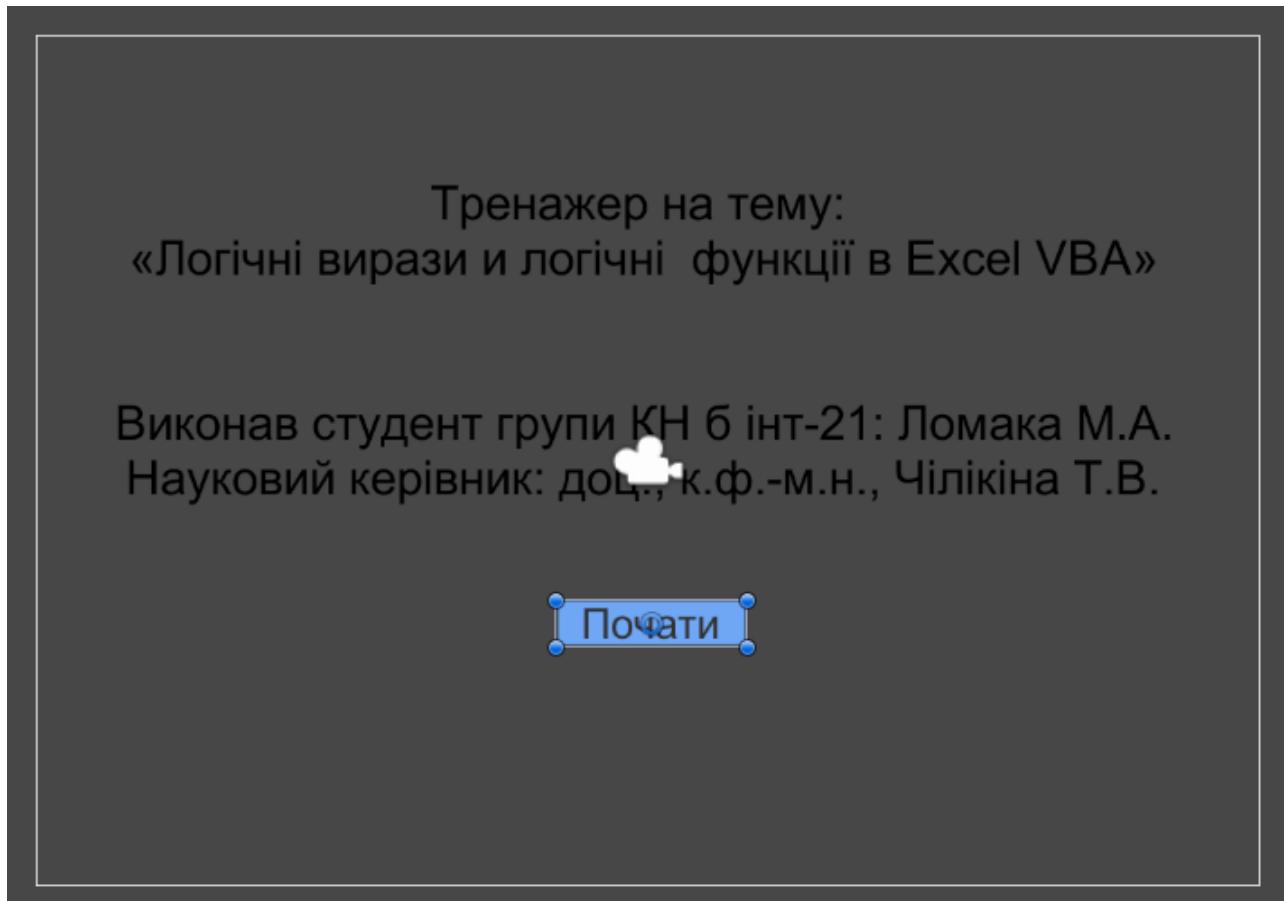 Тренажер на тему:
«Логічні вирази и логічні функції в Excel VBA»
Виконав студент групи КН б інт-21: Ломака М.А.
Науковий керівник: доц., к.ф.-м.н., Чілікіна Т.В.
Почати